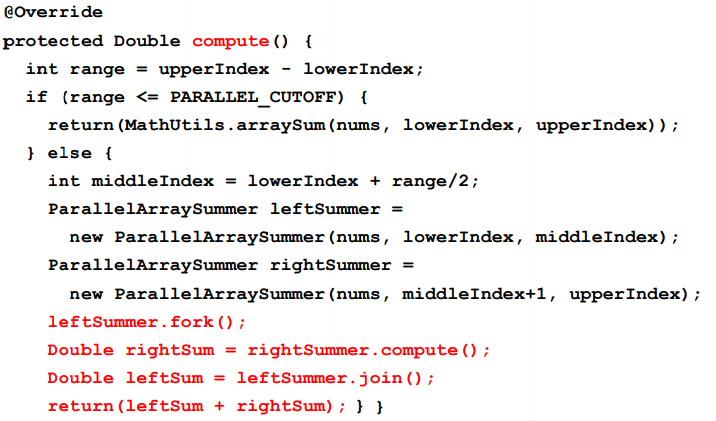 @Override
protected Double compute() {
int range = upperIndex - lowerIndex;
if (range <= PARALLEL_CUTOFF) {
return(MathUtils.arraySum(nums, lowerIndex, upperIndex));
} else {
int middleIndex = lowerIndex + range/2;
ParallelArraySummer leftSummer =
new ParallelArraySummer(nums, lowerIndex, middleIndex);
ParallelArraySummer rightSummer =
new ParallelArraySummer(nums, middleIndex+1, upperIndex);
leftSummer.fork();
Double rightSum = rightSummer.compute();
Double leftSum = leftSummer.join();
return(leftSum + rightSum); } }